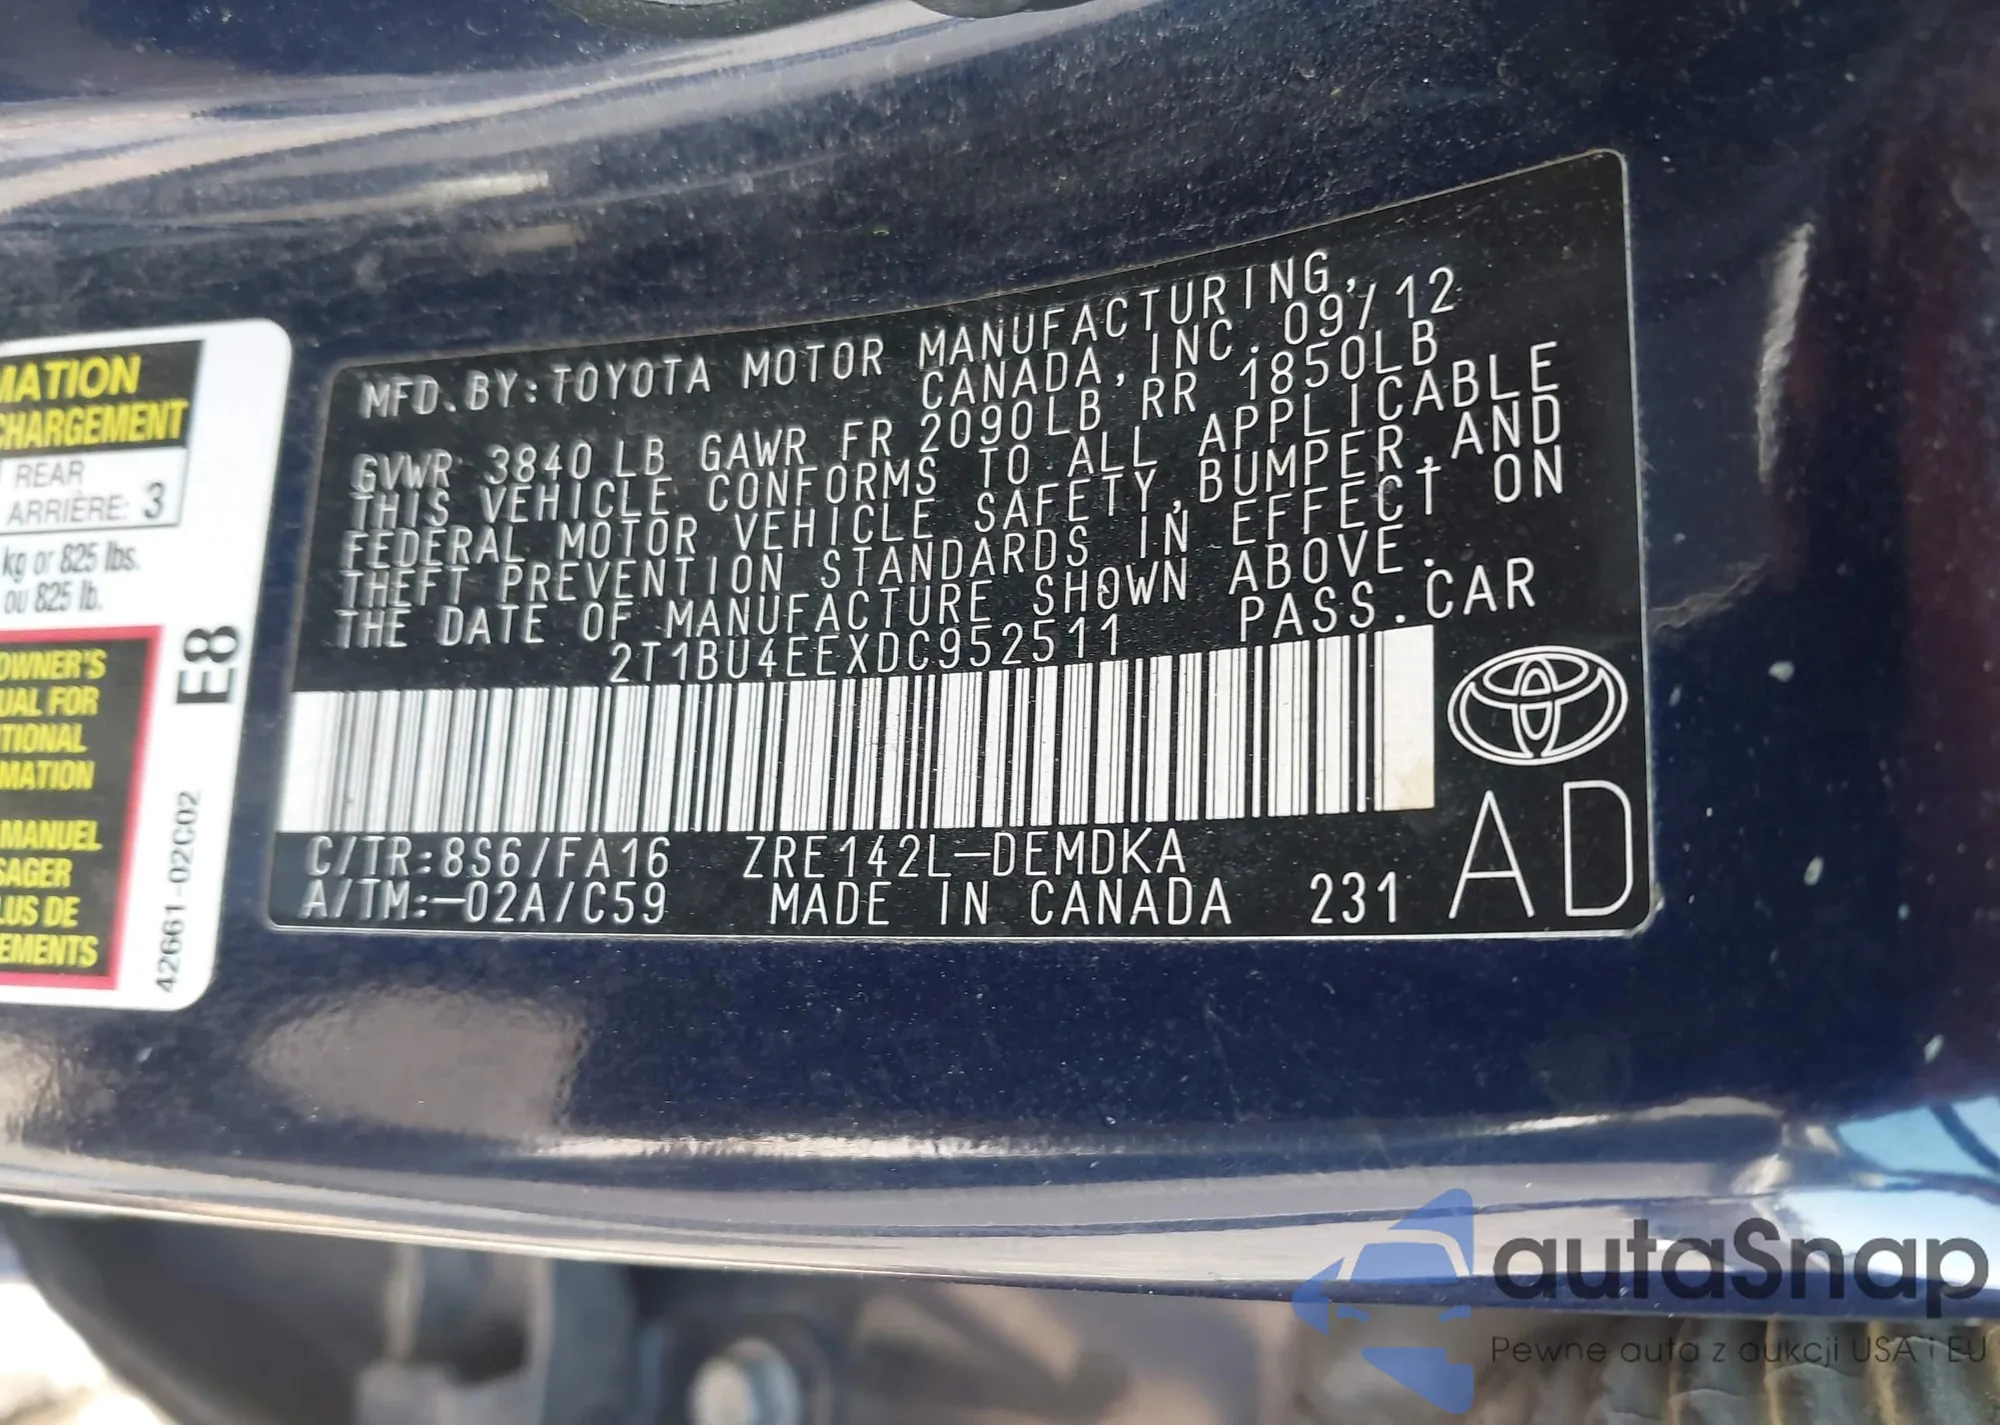 MATION
CHARGEMENT
REAR
ARRIÈRE: 3
kg or 825 lbs.
ou 825 lb.
OWNER'S
UAL FOR
TIONAL
MATION
MANUEL
SAGER
LUS DE
EMENTS
E8
42661-02C02
MFD. BY: TOYOTA MOTOR MANUFACTURING,
CANADA, INC. 09/12
GVWR 3840 LB GAWR FR 2090LB RR 1850LB
THIS VEHICLE CONFORMS TO ALL APPLICABLE
FEDERAL MOTOR VEHICLE SAFETY, BUMPER, AND
THEFT PREVENTION STANDARDS IN EFFECT ON
THE DATE OF MANUFACTURE SHOWN ABOVE.
2T1BU4EEXDC952511 PASS. CAR
C/TR: 8S6/FA16 ZRE142L-DEMDKA
A/TM: -02A/C59 MADE IN CANADA 231
AD
autaSnap
Pewne auta z aukcji USA i EU